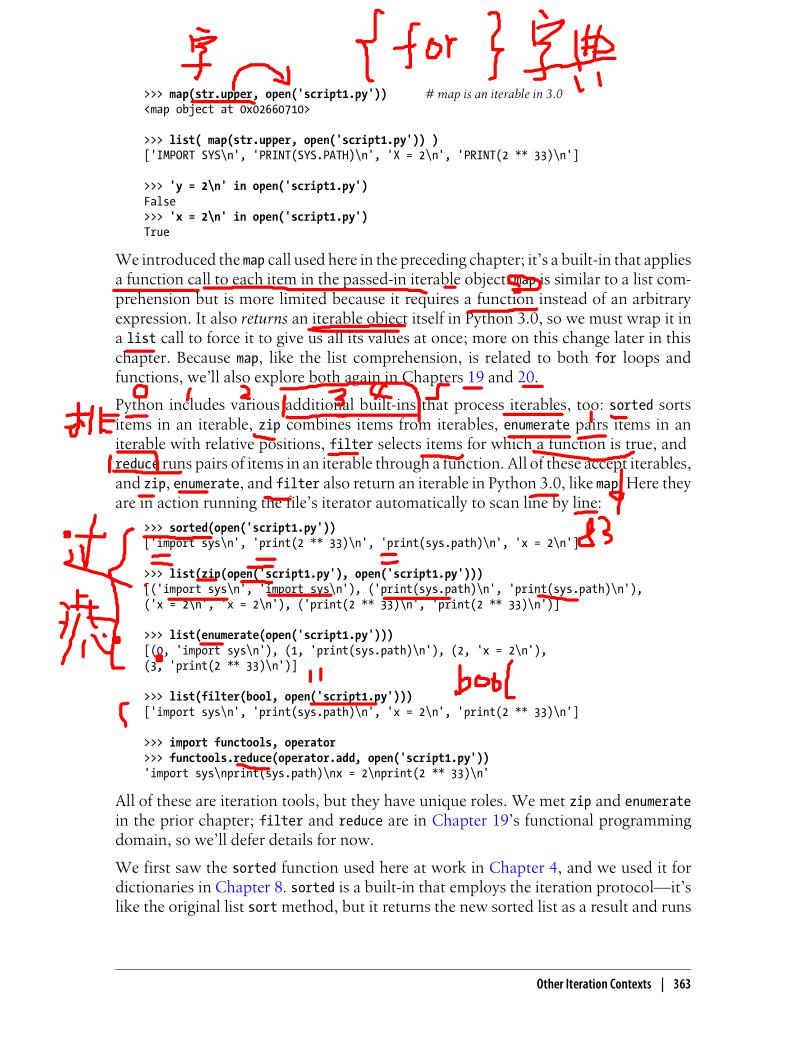 字 { for } 字典
>>> map(str.upper, open('script1.py')) # map is an iterable in 3.0
<map object at 0x02660710>
>>> list( map(str.upper, open('script1.py')) )
['IMPORT SYS\n', 'PRINT(SYS.PATH)\n', 'X = 2\n', 'PRINT(2 ** 33)\n']
>>> 'y = 2\n' in open('script1.py')
False
>>> 'x = 2\n' in open('script1.py')
True
We introduced the map call used here in the preceding chapter; it's a built-in that applies
a function call to each item in the passed-in iterable object. map is similar to a list com-
prehension but is more limited because it requires a function instead of an arbitrary
expression. It also returns an iterable object itself in Python 3.0, so we must wrap it in
a list call to force it to give us all its values at once; more on this change later in this
chapter. Because map, like the list comprehension, is related to both for loops and
functions, we'll also explore both again in Chapters 19 and 20.
0 1 2 3 4 5
Python includes various additional built-ins that process iterables, too: sorted sorts
排
items in an iterable, zip combines items from iterables, enumerate pairs items in an
iterable with relative positions, filter selects items for which a function is true, and
reduce runs pairs of items in an iterable through a function. All of these accept iterables,
and zip, enumerate, and filter also return an iterable in Python 3.0, like map. Here they
are in action running the file's iterator automatically to scan line by line:
>>> sorted(open('script1.py'))
['import sys\n', 'print(2 ** 33)\n', 'print(sys.path)\n', 'x = 2\n']
过滤
>>> list(zip(open('script1.py'), open('script1.py')))
[('import sys\n', 'import sys\n'), ('print(sys.path)\n', 'print(sys.path)\n'),
('x = 2\n', 'x = 2\n'), ('print(2 ** 33)\n', 'print(2 ** 33)\n')]
>>> list(enumerate(open('script1.py')))
[(0, 'import sys\n'), (1, 'print(sys.path)\n'), (2, 'x = 2\n'),
(3, 'print(2 ** 33)\n')]
bool
>>> list(filter(bool, open('script1.py')))
['import sys\n', 'print(sys.path)\n', 'x = 2\n', 'print(2 ** 33)\n']
>>> import functools, operator
>>> functools.reduce(operator.add, open('script1.py'))
'import sys\nprint(sys.path)\nx = 2\nprint(2 ** 33)\n'
All of these are iteration tools, but they have unique roles. We met zip and enumerate
in the prior chapter; filter and reduce are in Chapter 19's functional programming
domain, so we'll defer details for now.
We first saw the sorted function used here at work in Chapter 4, and we used it for
dictionaries in Chapter 8. sorted is a built-in that employs the iteration protocol—it's
like the original list sort method, but it returns the new sorted list as a result and runs
Other Iteration Contexts | 363